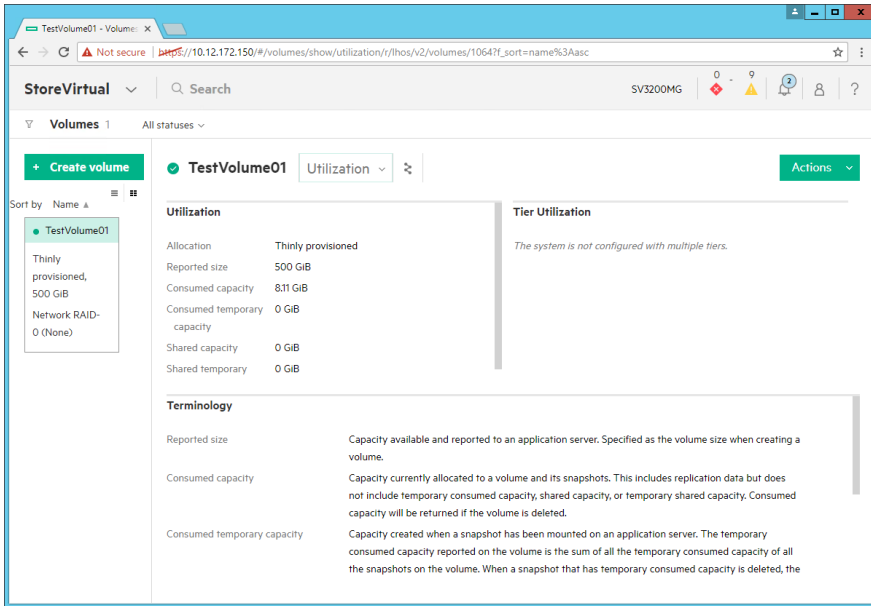 TestVolume01 - Volumes
Not secure | https://10.12.172.150/#/volumes/show/utilization/r/lhos/v2/volumes/1064?f_sort=name%3Aasc
StoreVirtual
Search
SV3200MG
0 - 9
2
?
Volumes 1
All statuses
+ Create volume
TestVolume01
Utilization
Actions
Sort by Name
TestVolume01
Thinly
provisioned,
500 GiB
Network RAID-
0 (None)
Utilization
Allocation Thinly provisioned
Reported size 500 GiB
Consumed capacity 8.11 GiB
Consumed temporary 0 GiB
capacity
Shared capacity 0 GiB
Shared temporary 0 GiB
Tier Utilization
The system is not configured with multiple tiers.
Terminology
Reported size Capacity available and reported to an application server. Specified as the volume size when creating a
volume.
Consumed capacity Capacity currently allocated to a volume and its snapshots. This includes replication data but does
not include temporary consumed capacity, shared capacity, or temporary shared capacity. Consumed
capacity will be returned if the volume is deleted.
Consumed temporary capacity Capacity created when a snapshot has been mounted on an application server. The temporary
consumed capacity reported on the volume is the sum of all the temporary consumed capacity of all
the snapshots on the volume. When a snapshot that has temporary consumed capacity is deleted, the